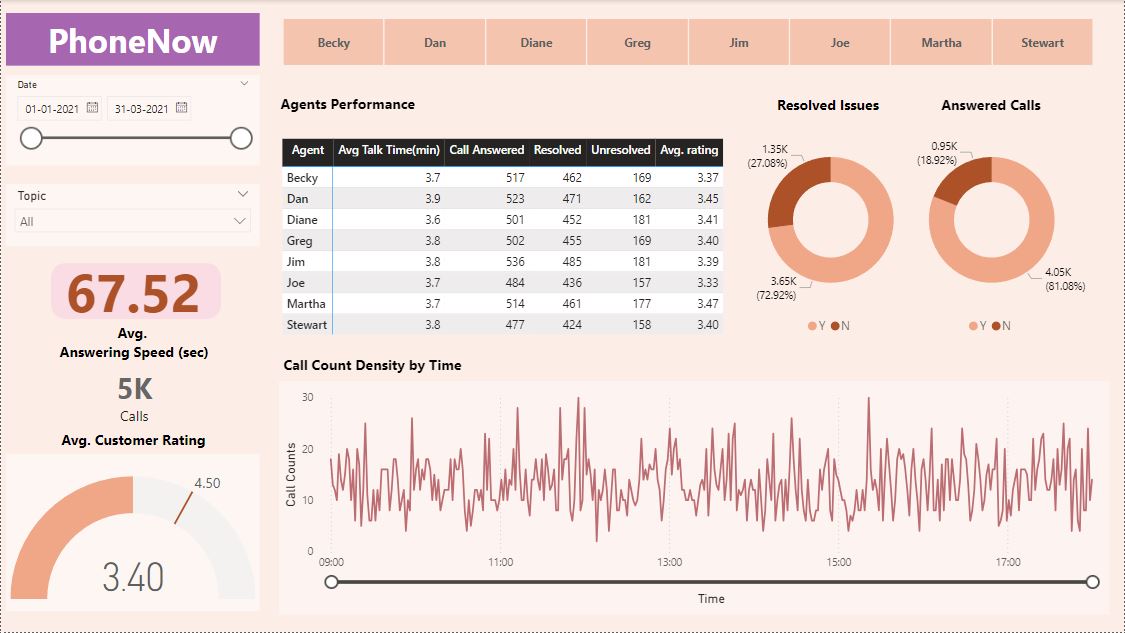 PhoneNow
Becky Dan Diane Greg Jim Joe Martha Stewart
Date
01-01-2021 31-03-2021
Topic
All
67.52
Avg.
Answering Speed (sec)
5K
Calls
Avg. Customer Rating
4.50
3.40
Agents Performance
Agent Avg Talk Time(min) Call Answered Resolved Unresolved Avg. rating
Becky 3.7 517 462 169 3.37
Dan 3.9 523 471 162 3.45
Diane 3.6 501 452 181 3.41
Greg 3.8 502 455 169 3.40
Jim 3.8 536 485 181 3.39
Joe 3.7 484 436 157 3.33
Martha 3.7 514 461 177 3.47
Stewart 3.8 477 424 158 3.40
Resolved Issues
1.35K
(27.08%)
3.65K
(72.92%)
Y N
Answered Calls
0.95K
(18.92%)
4.05K
(81.08%)
Y N
Call Count Density by Time
Call Counts
30
20
10
0
09:00 11:00 13:00 15:00 17:00
Time